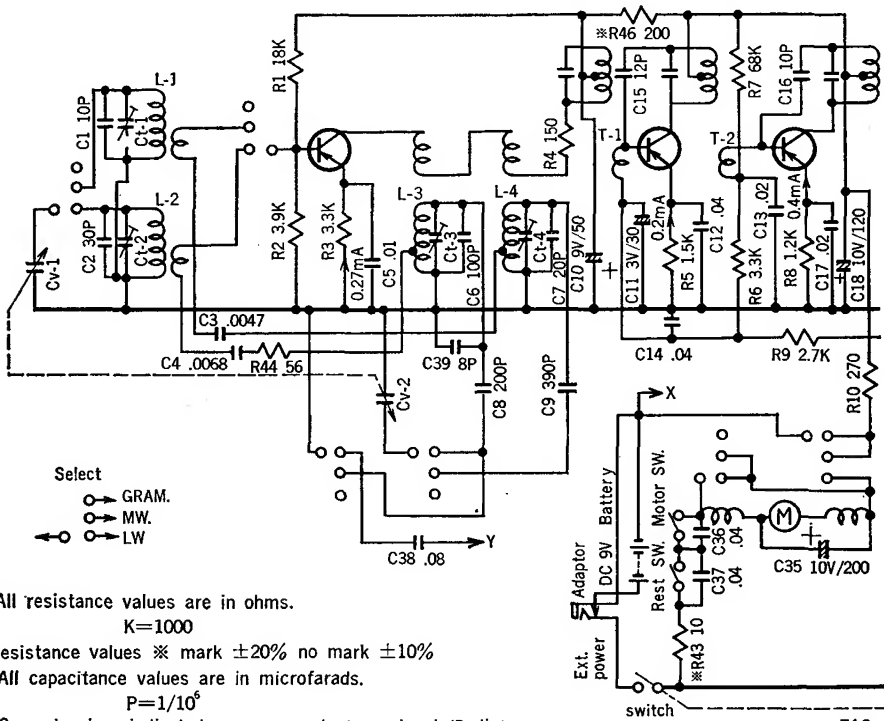 ※R46 200
R1 18K
C15 12P
R7 68K
C16 10P
L-1
C1 10P
Ct-1
R4 150
T-1
T-2
L-2
C2 30P
Ct-2
R2 3.9K
R3 3.3K
0.27mA
C5 .01
L-3
Ct-3
C6 100P
L-4
Ct-4
C7 20P
C10 9V/50
+
C11 3V/30
0.2mA
R5 1.5K
C12 .04
R6 3.3K
C13 .02
0.4mA
R8 1.2K
C17 .02
+
C18 10V/120
Cv-1
C3 .0047
C4 .0068
R44 56
C39 8P
C14 .04
R9 2.7K
R10 270
Cv-2
C8 200P
C9 390P
X
Select
GRAM.
MW.
LW
C38 .08
Y
Adaptor
DC 9V Battery
Rest SW. Motor SW.
C36 .04
C37 .04
M
+
C35 10V/200
※R43 10
Ext. power
switch
All resistance values are in ohms.
K=1000
esistance values ※ mark ±20% no mark ±10%
All capacitance values are in microfarads.
P=1/10⁶